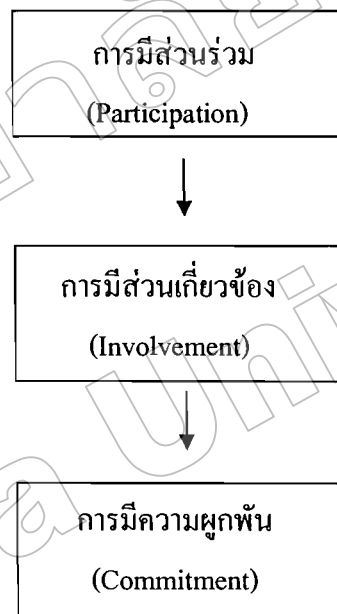 การมีส่วนร่วม
(Participation)
การมีส่วนเกี่ยวข้อง
(Involvement)
การมีความผูกพัน
(Commitment)